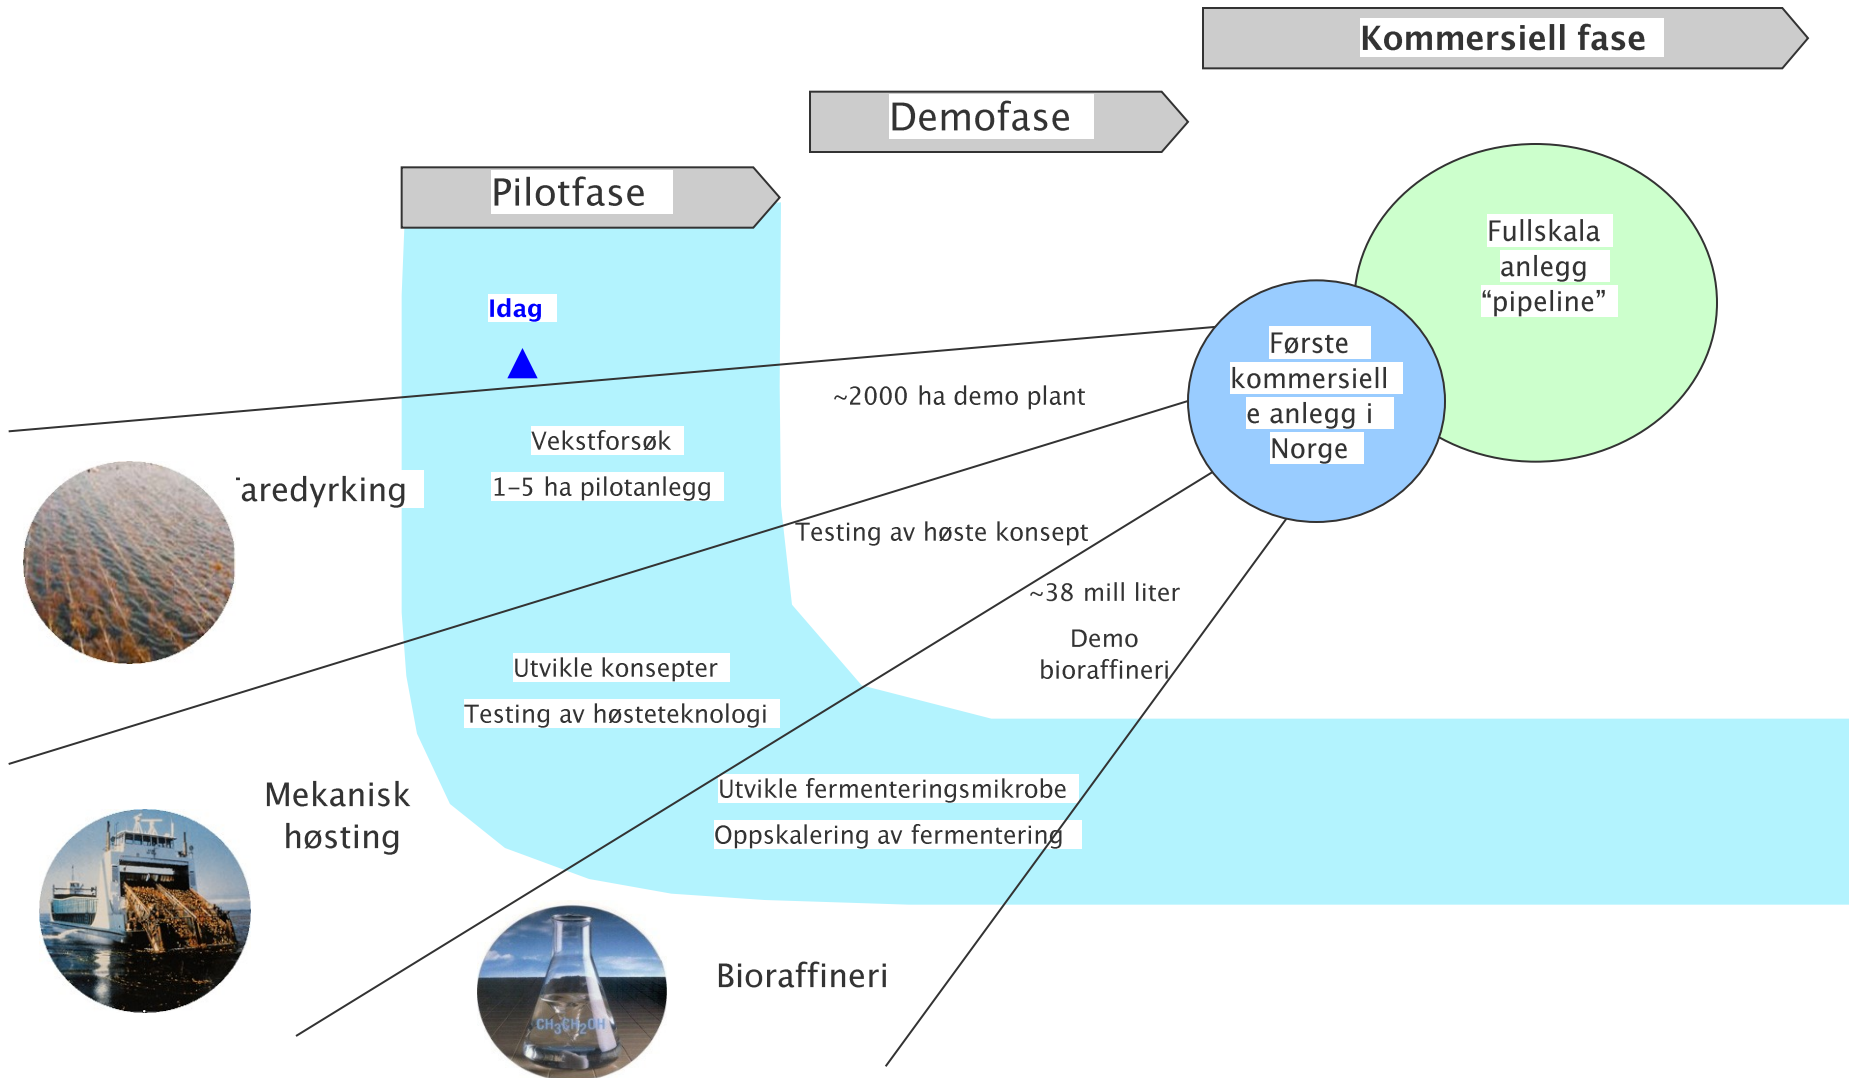 Kommersiell fase
Demofase
Pilotfase
Fullskala
anlegg
“pipeline”
Idag
Første
kommersiell
e anlegg i
Norge
~2000 ha demo plant
Vekstforsøk
1-5 ha pilotanlegg
aredyrking
Testing av høste konsept
~38 mill liter
Demo
bioraffineri
Utvikle konsepter
Testing av høsteteknologi
Mekanisk
høsting
Utvikle fermenteringsmikrobe
Oppskalering av fermentering
Bioraffineri
CH3CH2OH